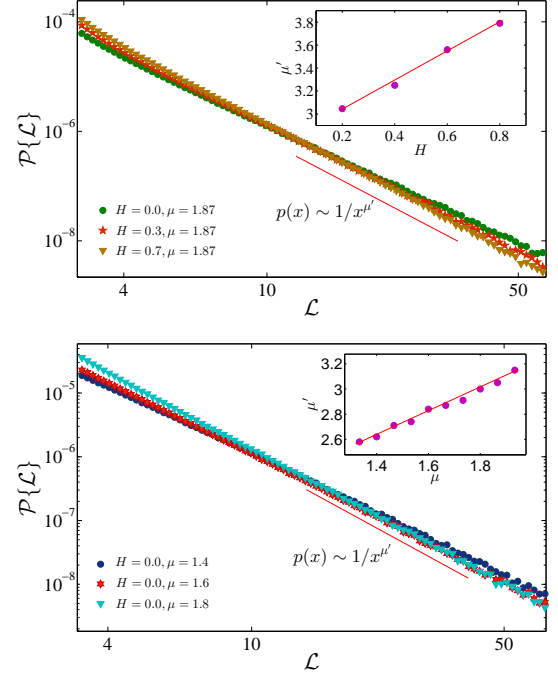 10⁻⁴
10⁻⁶
10⁻⁸
P{L}
4
10
50
L
H = 0.0, μ = 1.87
H = 0.3, μ = 1.87
H = 0.7, μ = 1.87
p(x) ∼ 1/x^μ′
3.8
3.6
3.4
3.2
3
μ′
0.2
0.4
0.6
0.8
H
10⁻⁵
10⁻⁶
10⁻⁷
10⁻⁸
P{L}
4
10
50
L
H = 0.0, μ = 1.4
H = 0.0, μ = 1.6
H = 0.0, μ = 1.8
p(x) ∼ 1/x^μ′
3.2
3
2.8
2.6
μ′
1.4
1.6
1.8
μ